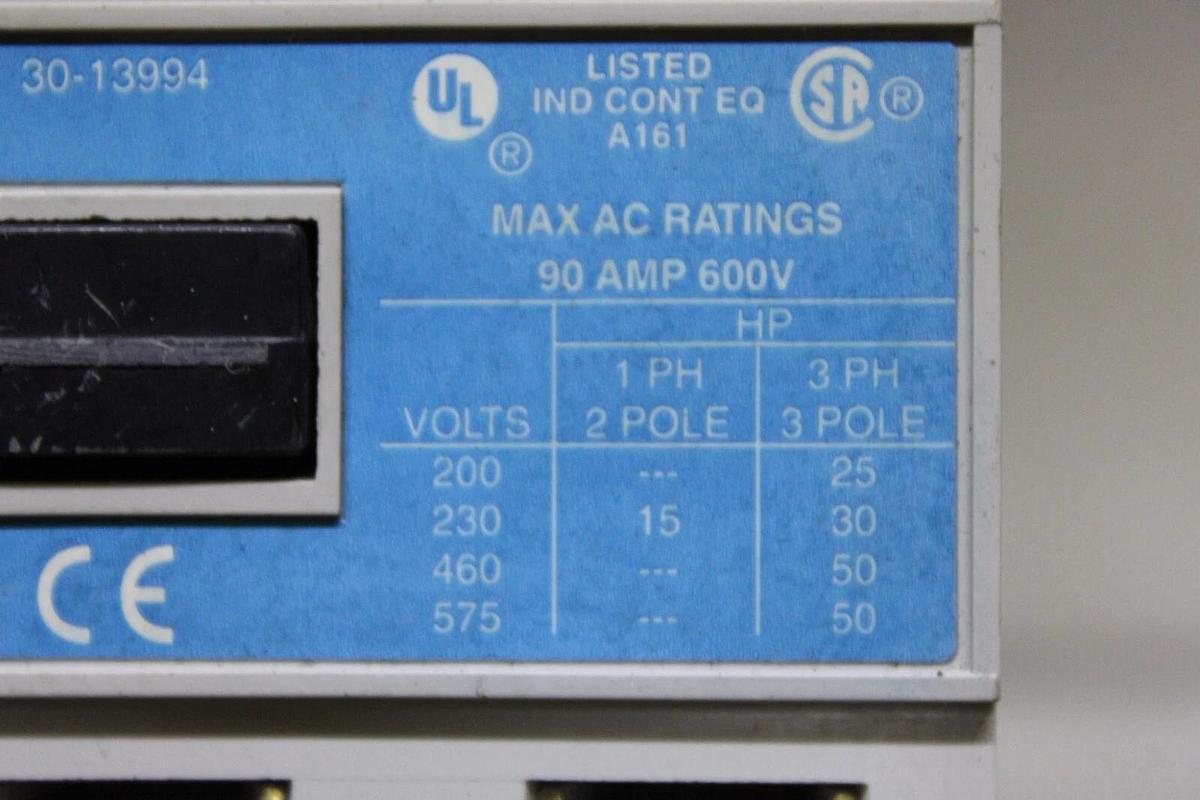 30-13994
UL ®
LISTED
IND CONT EQ
A161
SA ®
MAX AC RATINGS
90 AMP 600V
HP
1 PH 3 PH
VOLTS 2 POLE 3 POLE
200 --- 25
230 15 30
460 --- 50
575 --- 50
CE